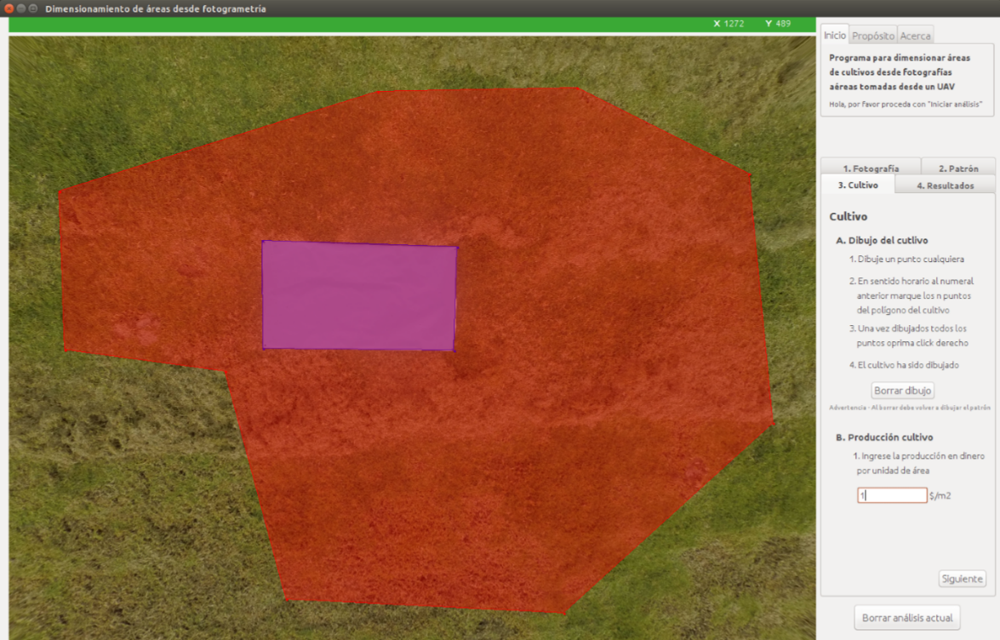 Dimensionamiento de áreas desde fotogrametría
X 1272 Y 489
Inicio Propósito Acerca
Programa para dimensionar áreas
de cultivos desde fotografías
aéreas tomadas desde un UAV
Hola, por favor proceda con "Iniciar análisis"
1. Fotografía 2. Patrón
3. Cultivo 4. Resultados
Cultivo
A. Dibujo del cutlivo
1. Dibuje un punto cualquiera
2. En sentido horario al numeral
anterior marque los n puntos
del polígono del cultivo
3. Una vez dibujados todos los
puntos oprima click derecho
4. El cultivo ha sido dibujado
Borrar dibujo
Advertencia - Al borrar debe volver a dibujar el patrón
B. Producción cultivo
1. Ingrese la producción en dinero
por unidad de área
1 $/m2
Siguiente
Borrar análisis actual